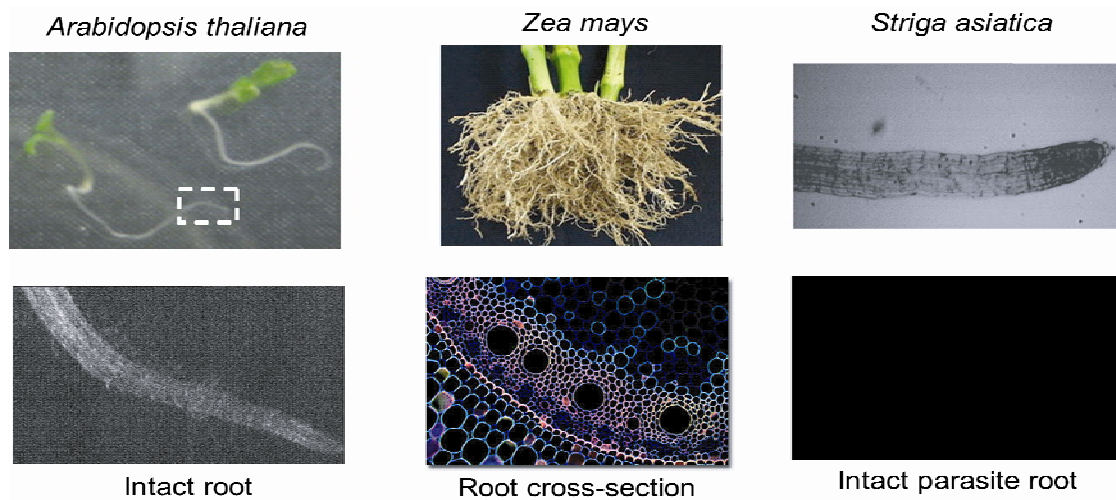 Arabidopsis thaliana
Zea mays
Striga asiatica
Intact root
Root cross-section
Intact parasite root